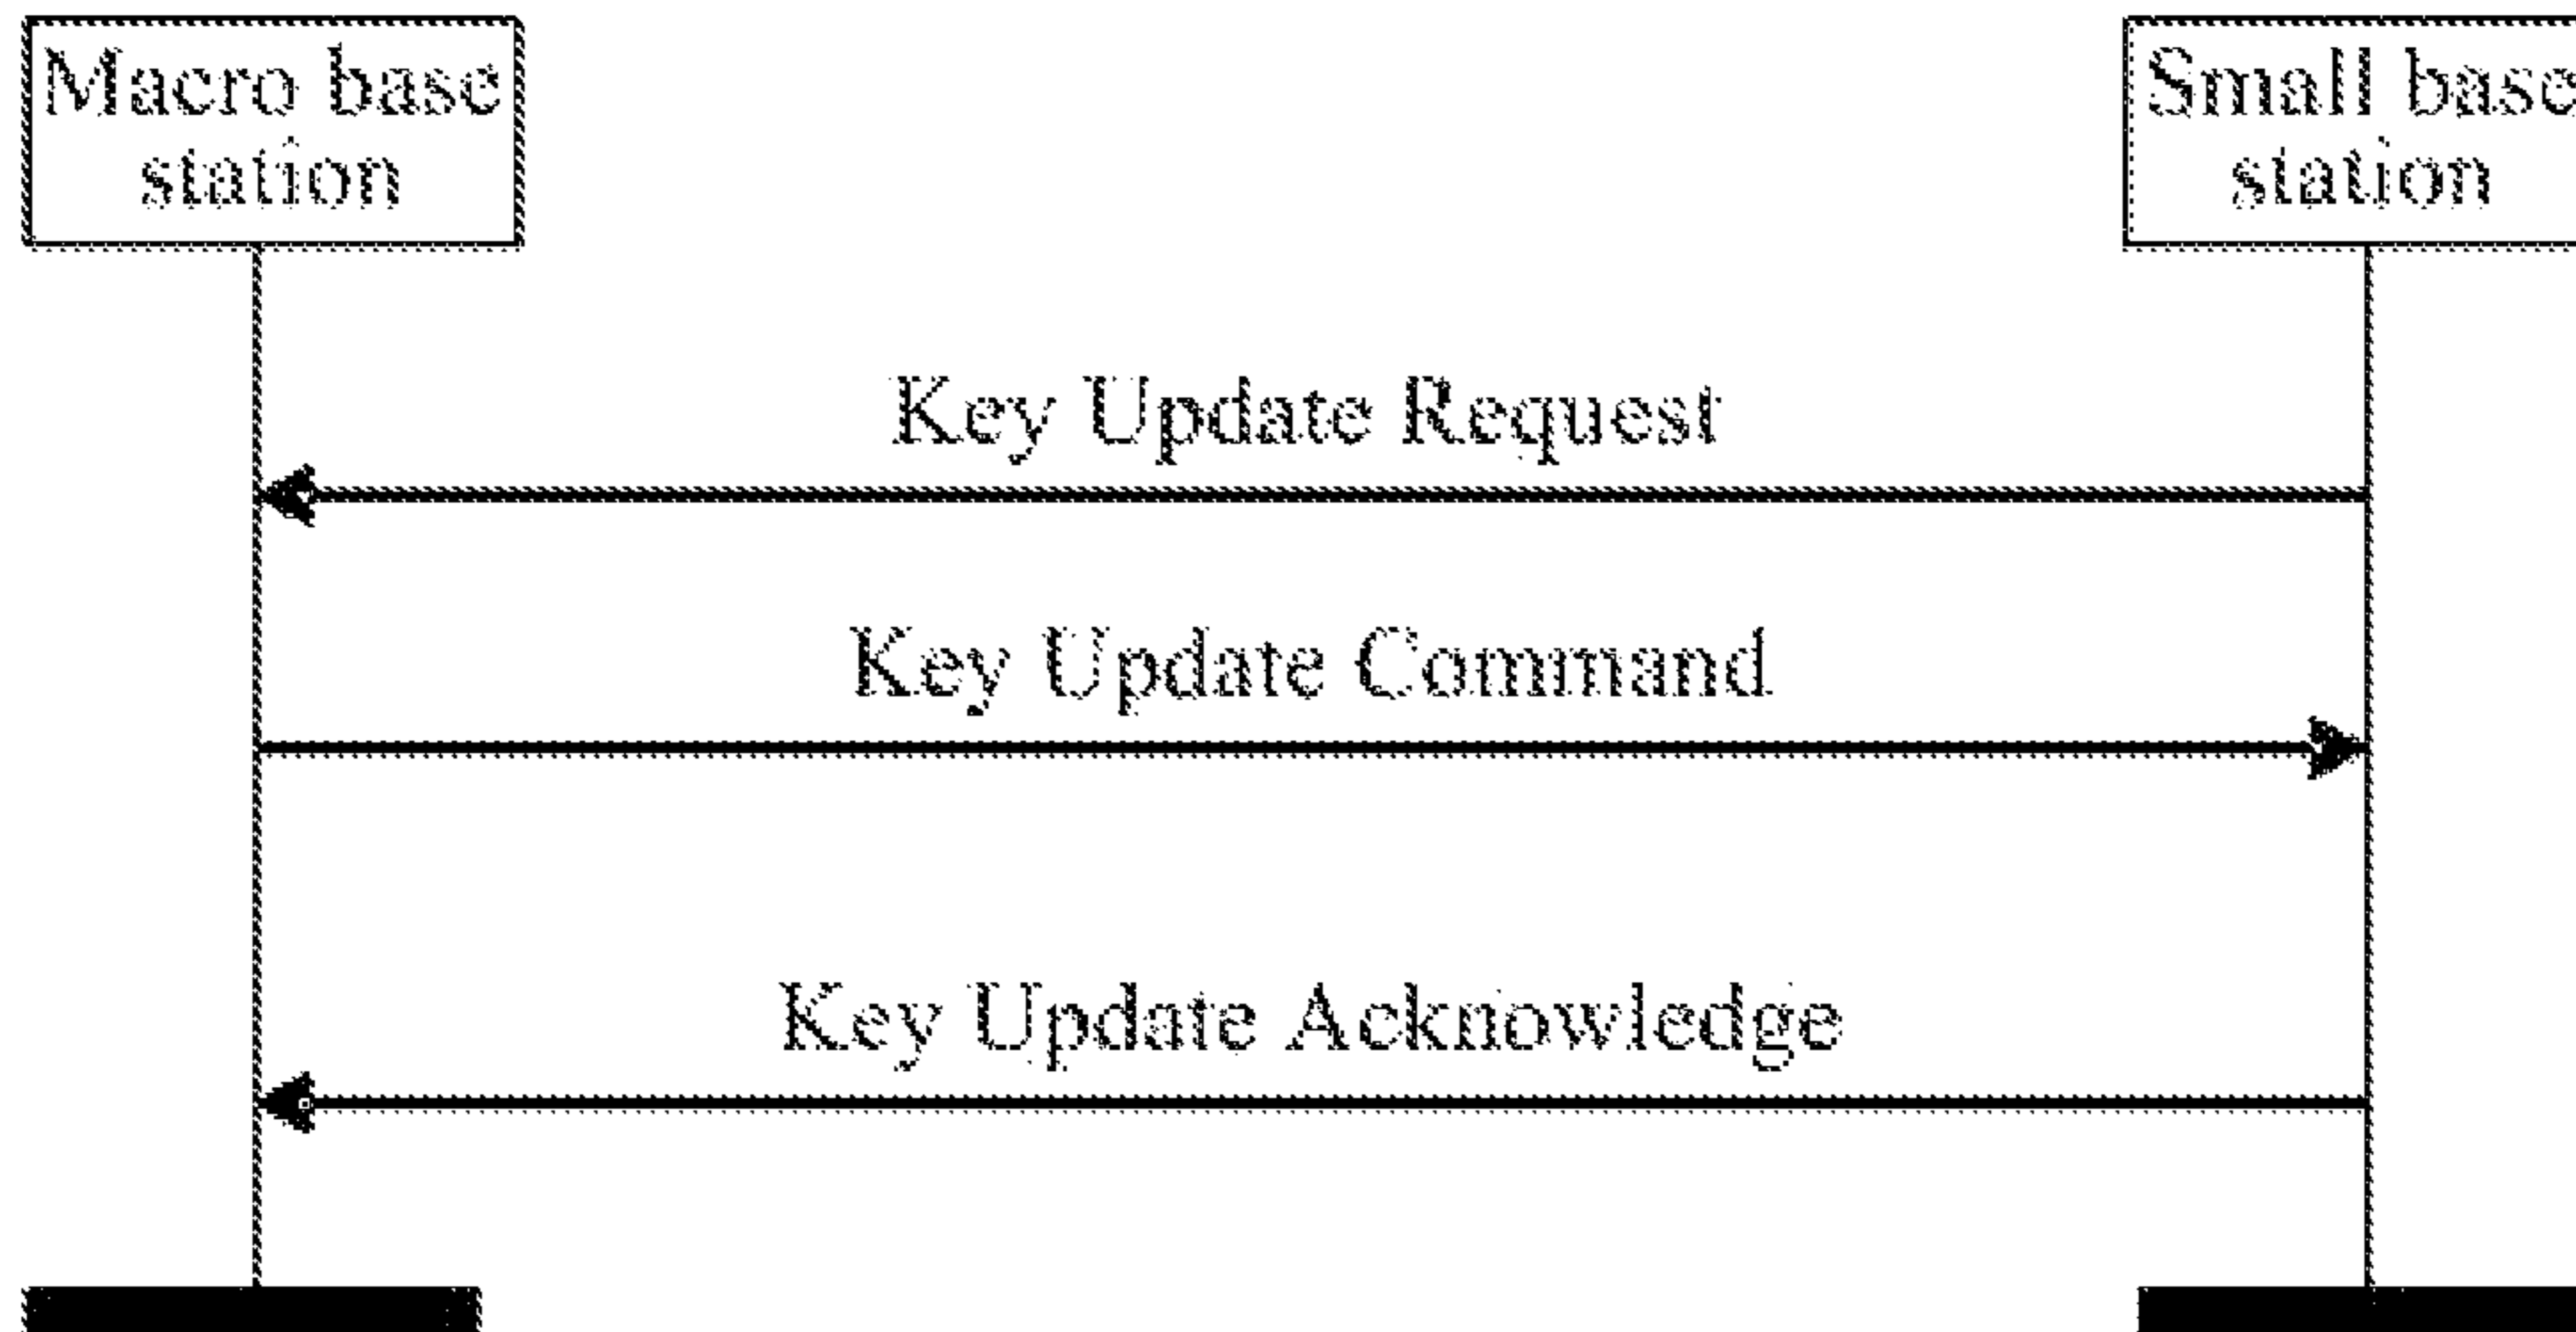 Macro base
station
Small base
station
Key Update Request
Key Update Command
Key Update Acknowledge